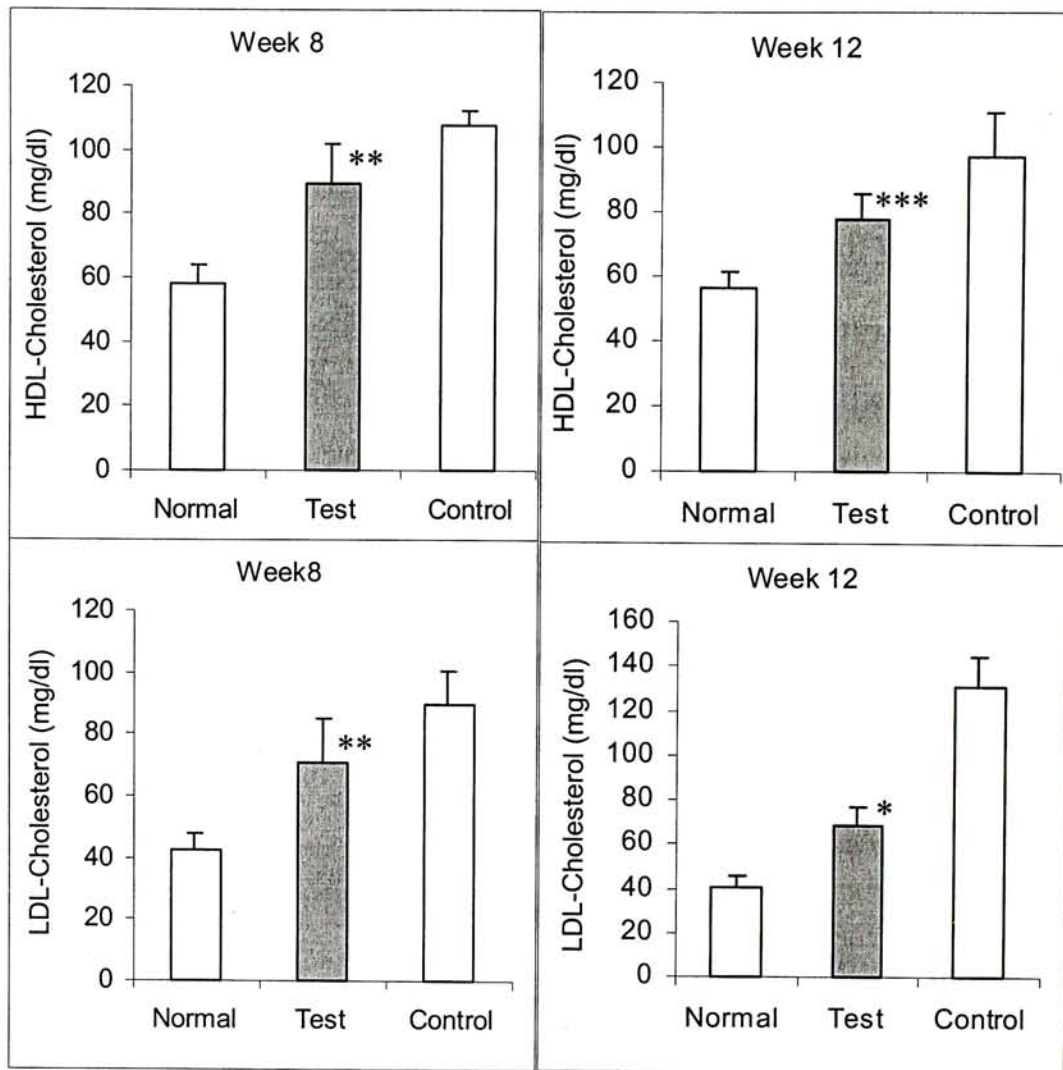 Week 8
HDL-Cholesterol (mg/dl)
120
100
80
60
40
20
0
**
Normal Test Control
Week 12
HDL-Cholesterol (mg/dl)
120
100
80
60
40
20
0
***
Normal Test Control
Week8
LDL-Cholesterol (mg/dl)
120
100
80
60
40
20
0
**
Normal Test Control
Week 12
LDL-Cholesterol (mg/dl)
160
140
120
100
80
60
40
20
0
*
Normal Test Control